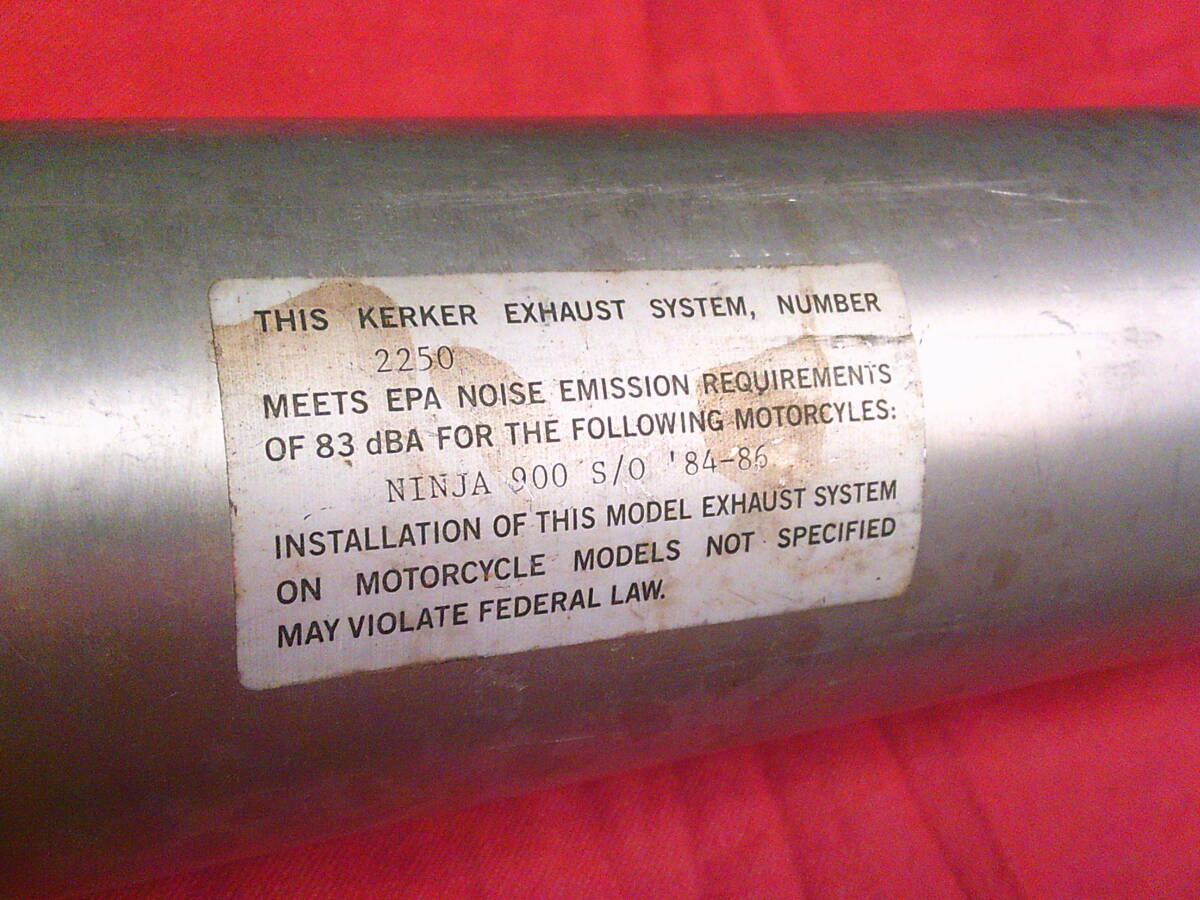 THIS KERKER EXHAUST SYSTEM, NUMBER
2250
MEETS EPA NOISE EMISSION REQUIREMENTS
OF 83 dBA FOR THE FOLLOWING MOTORCYLES:
NINJA 900 S/O '84-86
INSTALLATION OF THIS MODEL EXHAUST SYSTEM
ON MOTORCYCLE MODELS NOT SPECIFIED
MAY VIOLATE FEDERAL LAW.